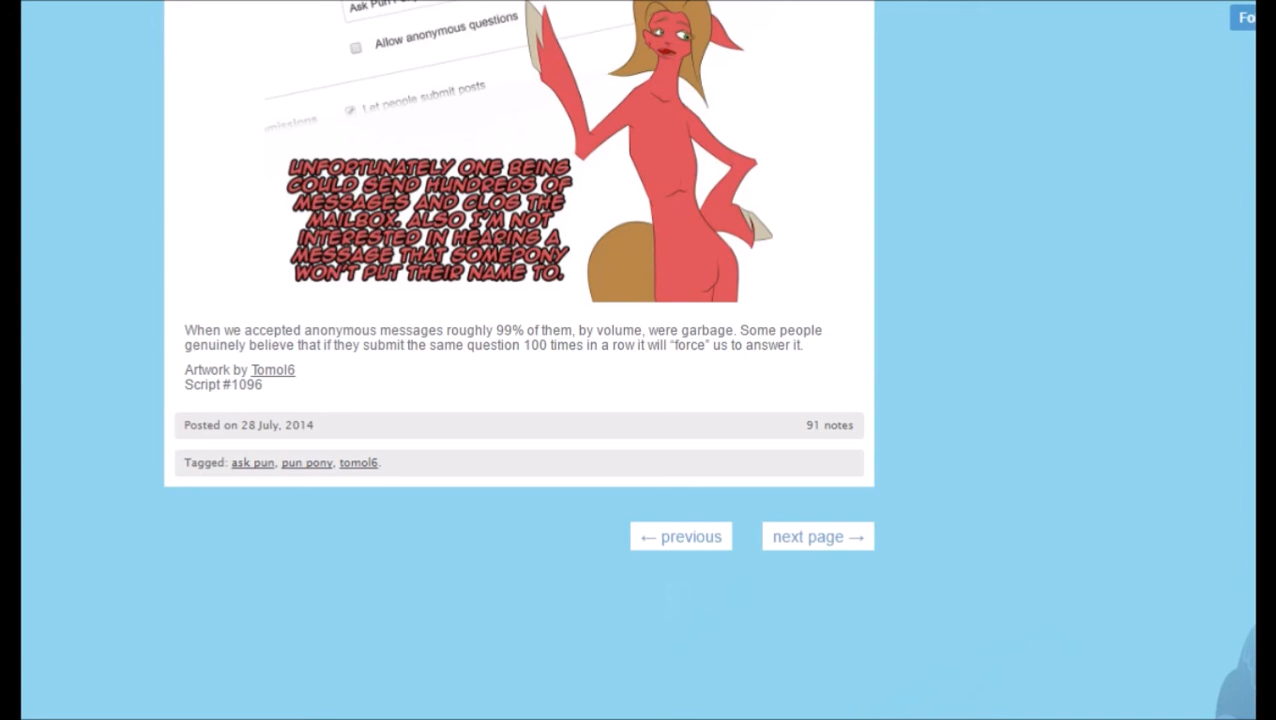 Fo
Ask Pun
Allow anonymous questions
Let people submit posts
missions
UNFORTUNATELY ONE BEING
COULD SEND HUNDREDS OF
MESSAGES AND CLOG THE
MAILBOX. ALSO I'M NOT
INTERESTED IN HEARING A
MESSAGE THAT SOMEPONY
WON'T PUT THEIR NAME TO.
When we accepted anonymous messages roughly 99% of them, by volume, were garbage. Some people
genuinely believe that if they submit the same question 100 times in a row it will “force” us to answer it.
Artwork by Tomol6
Script #1096
Posted on 28 July, 2014 91 notes
Tagged: ask pun, pun pony, tomol6.
← previous next page →